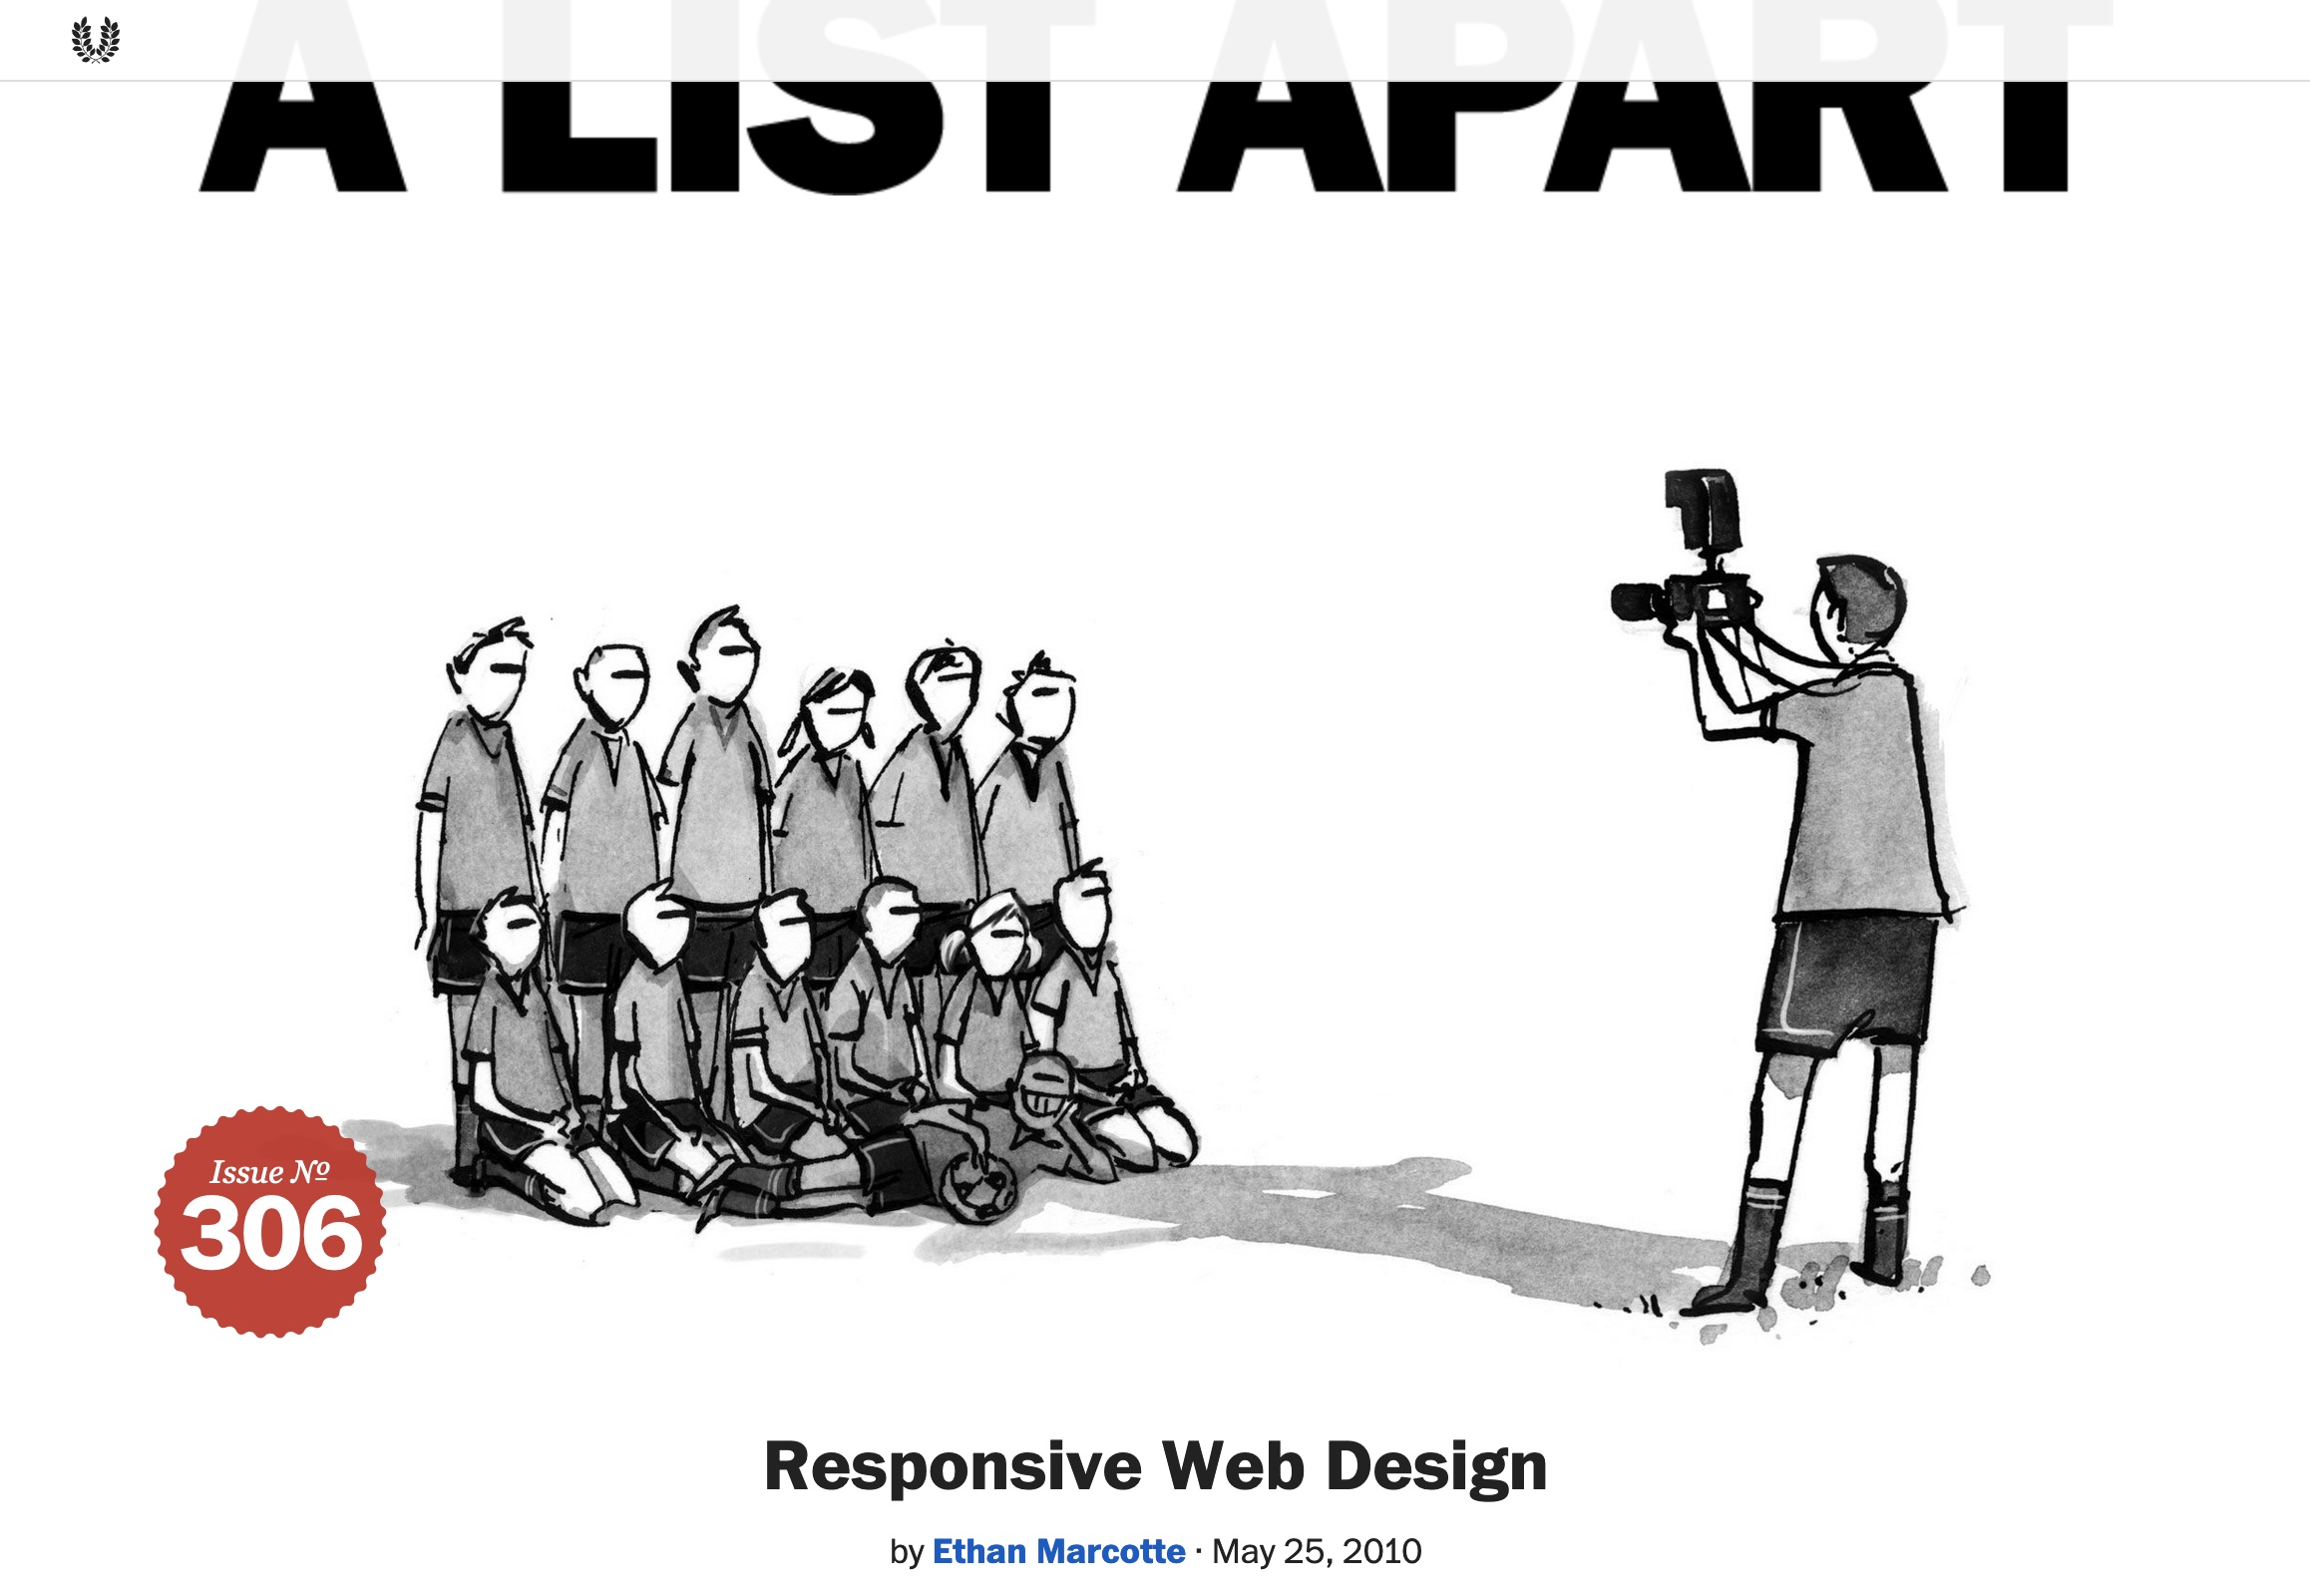 A LIST APART
Issue Nº
306
Responsive Web Design
by Ethan Marcotte · May 25, 2010